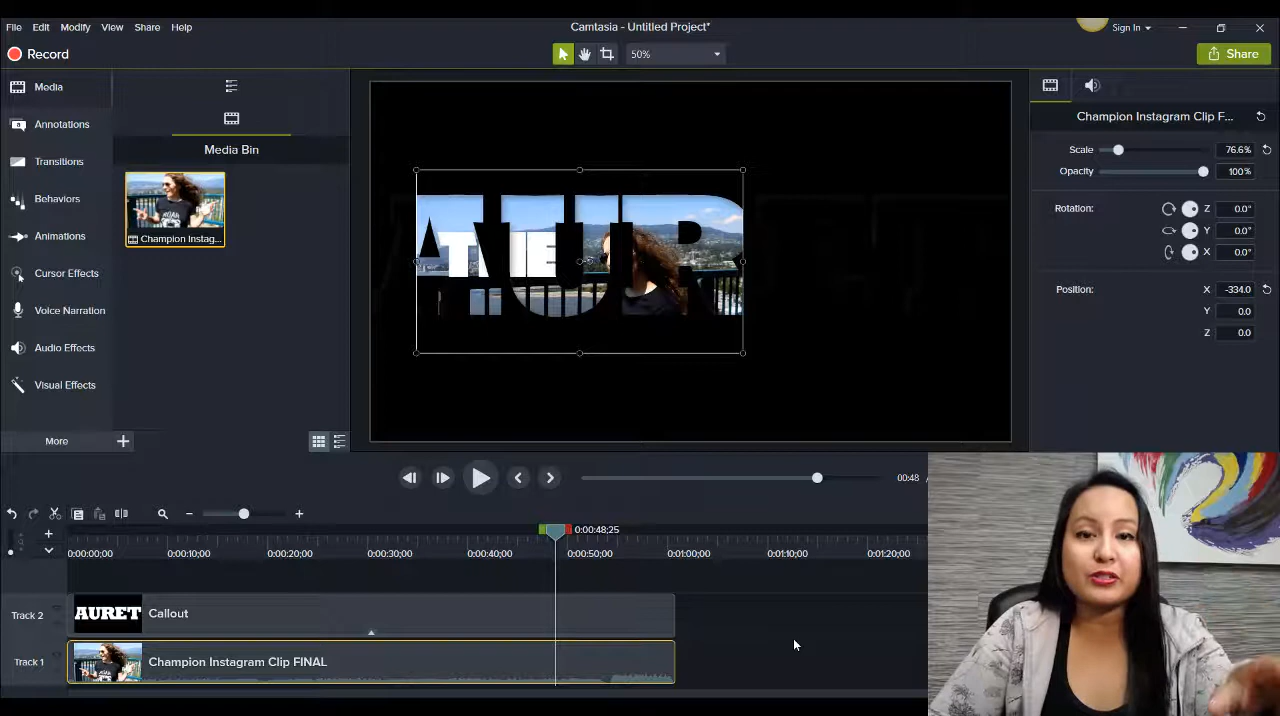 Camtasia - Untitled Project*
File Edit Modify View Share Help
Sign In
Record
50%
Share
Media
Annotations
Transitions
Behaviors
Animations
Cursor Effects
Voice Narration
Audio Effects
Visual Effects
More
Media Bin
Champion Instag...
AUR
Champion Instagram Clip F...
Scale 76.6%
Opacity 100%
Rotation: Z 0.0°
Y 0.0°
X 0.0°
Position: X -334.0
Y 0.0
Z 0.0
00:48
0:00:48;25
0:00:00;00 0:00:10;00 0:00:20;00 0:00:30;00 0:00:40;00 0:00:50;00 0:01:00;00 0:01:10;00 0:01:20;00
Track 2 AURET Callout
Track 1 Champion Instagram Clip FINAL